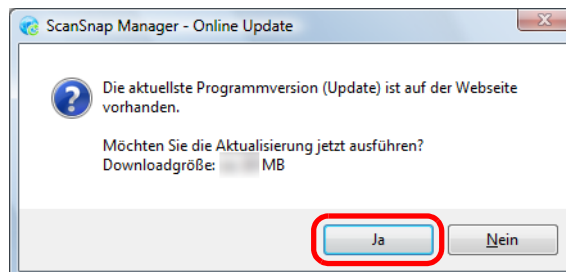 ScanSnap Manager - Online Update
Die aktuellste Programmversion (Update) ist auf der Webseite
vorhanden.
Möchten Sie die Aktualisierung jetzt ausführen?
Downloadgröße: MB
Ja Nein